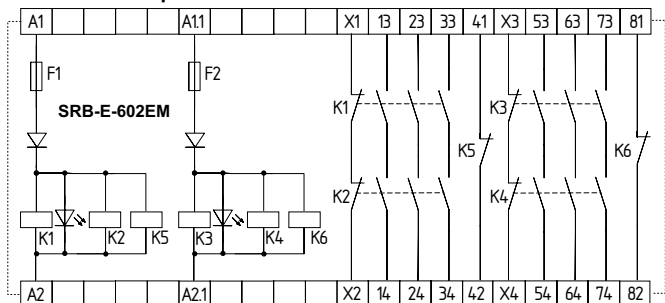 A1 A1.1 X1 13 23 33 41 X3 53 63 73 81
F1 F2
SRB-E-602EM
K1 K3
K5 K6
K2 K4
K1 K2 K5 K3 K4 K6
A2 A2.1 X2 14 24 34 42 X4 54 64 74 82